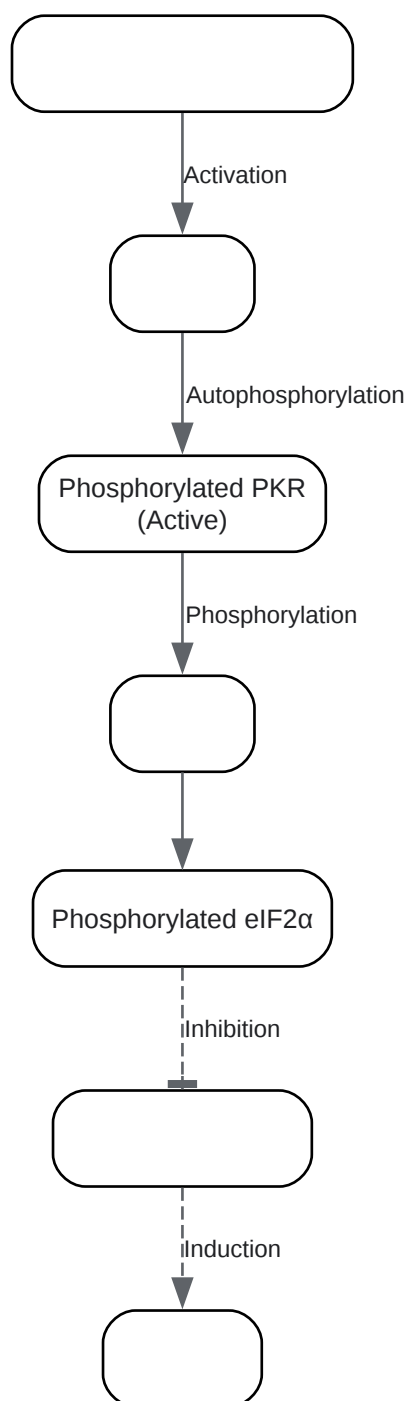 Activation
Autophosphorylation
Phosphorylated PKR
(Active)
Phosphorylation
Phosphorylated eIF2α
Inhibition
Induction